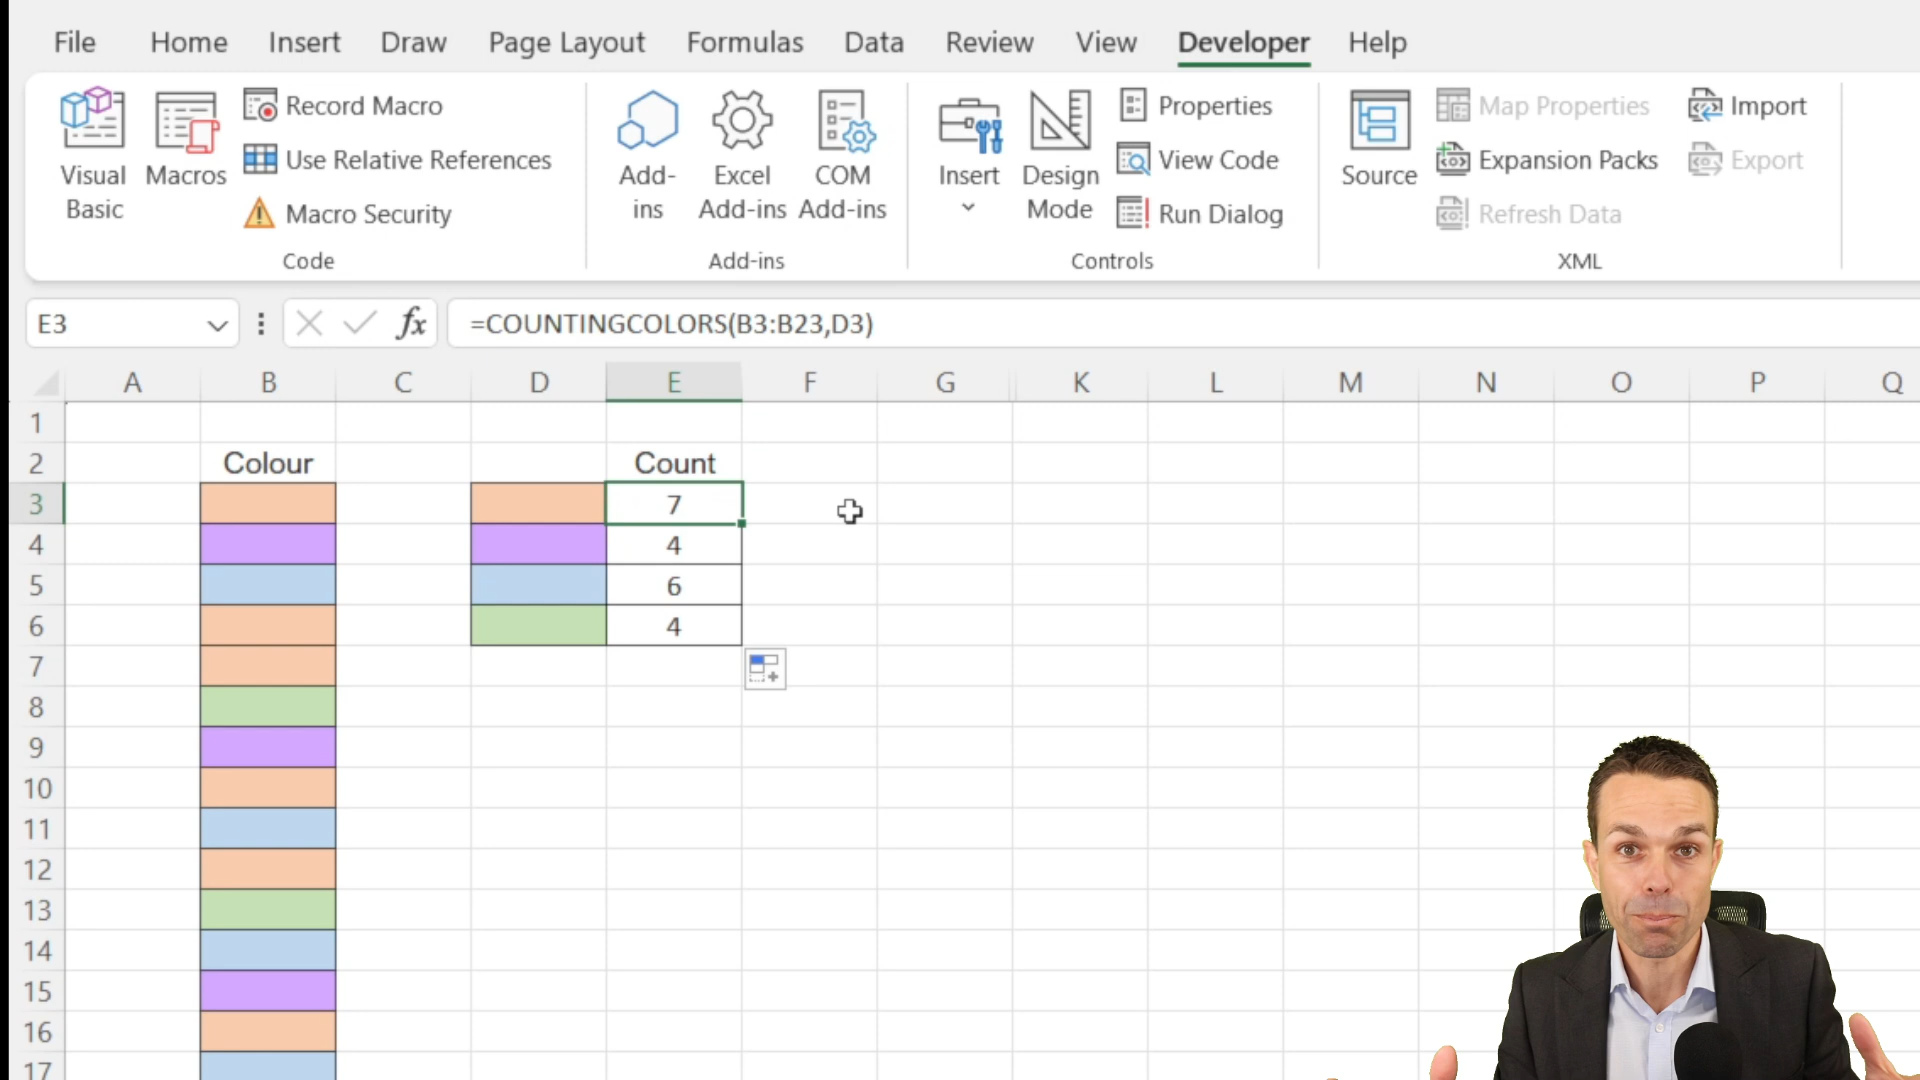 File Home Insert Draw Page Layout Formulas Data Review View Developer Help
Visual Basic
Macros
Record Macro
Use Relative References
Macro Security
Code
Add-ins
Excel Add-ins
COM Add-ins
Add-ins
Insert
Design Mode
Properties
View Code
Run Dialog
Controls
Source
Map Properties
Expansion Packs
Refresh Data
Import
Export
XML
E3 fx =COUNTINGCOLORS(B3:B23,D3)
A B C D E F G K L M N O P Q
1
2 Colour Count
3 7
4 4
5 6
6 4
7
8
9
10
11
12
13
14
15
16
17